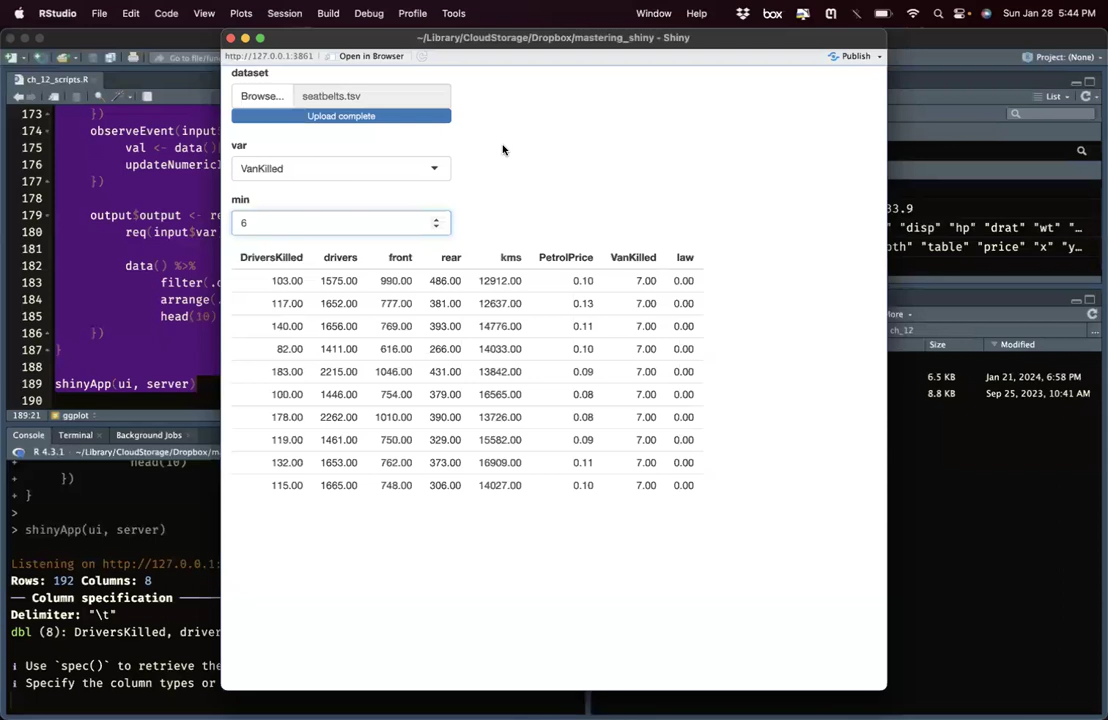 RStudio File Edit Code View Plots Session Build Debug Profile Tools Window Help box Sun Jan 28 5:44 PM
~/Library/CloudStorage/Dropbox/mastering_shiny - Shiny
http://127.0.0.1:3861 Open in Browser Publish
Go to file/fun
Project: (None)
ch_12_scripts.R
List
173 })
174 observeEvent(input
175 val <- data()
176 updateNumericI
177 })
178
179 output$output <- re
180 req(input$var
181
182 data() %>%
183 filter(.
184 arrange(.
185 head(10)
186 })
187 }
188
189 shinyApp(ui, server)
190
189:21 ggplot
dataset
Browse... seatbelts.tsv
Upload complete
var
VanKilled
min
6
DriversKilled drivers front rear kms PetrolPrice VanKilled law
103.00 1575.00 990.00 486.00 12912.00 0.10 7.00 0.00
117.00 1652.00 777.00 381.00 12637.00 0.13 7.00 0.00
140.00 1656.00 769.00 393.00 14776.00 0.11 7.00 0.00
82.00 1411.00 616.00 266.00 14033.00 0.10 7.00 0.00
183.00 2215.00 1046.00 431.00 13842.00 0.09 7.00 0.00
100.00 1446.00 754.00 379.00 16565.00 0.08 7.00 0.00
178.00 2262.00 1010.00 390.00 13726.00 0.08 7.00 0.00
119.00 1461.00 750.00 329.00 15582.00 0.09 7.00 0.00
132.00 1653.00 762.00 373.00 16909.00 0.11 7.00 0.00
115.00 1665.00 748.00 306.00 14027.00 0.10 7.00 0.00
33.9
"disp" "hp" "drat" "wt" "…
oth" "table" "price" "x" "y…
More
ch_12 ...
Size Modified
6.5 KB Jan 21, 2024, 6:58 PM
8.8 KB Sep 25, 2023, 10:41 AM
Console Terminal Background Jobs
R 4.3.1 · ~/Library/CloudStorage/Dropbox/m
+ head(10)
+ })
+ }
>
> shinyApp(ui, server)
Listening on http://127.0.0.1:
Rows: 192 Columns: 8
── Column specification ────
Delimiter: "\t"
dbl (8): DriversKilled, driver
ℹ Use `spec()` to retrieve the
ℹ Specify the column types or